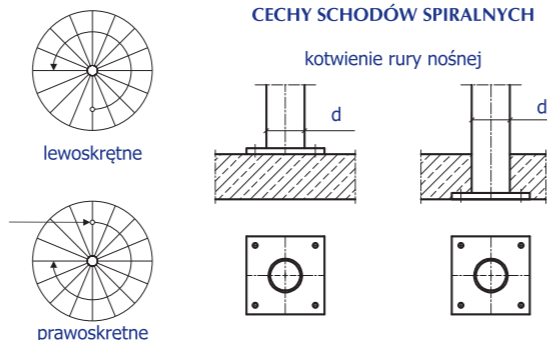 CECHY SCHODÓW SPIRALNYCH
kotwienie rury nośnej
d
d
lewoskrętne
prawoskretne